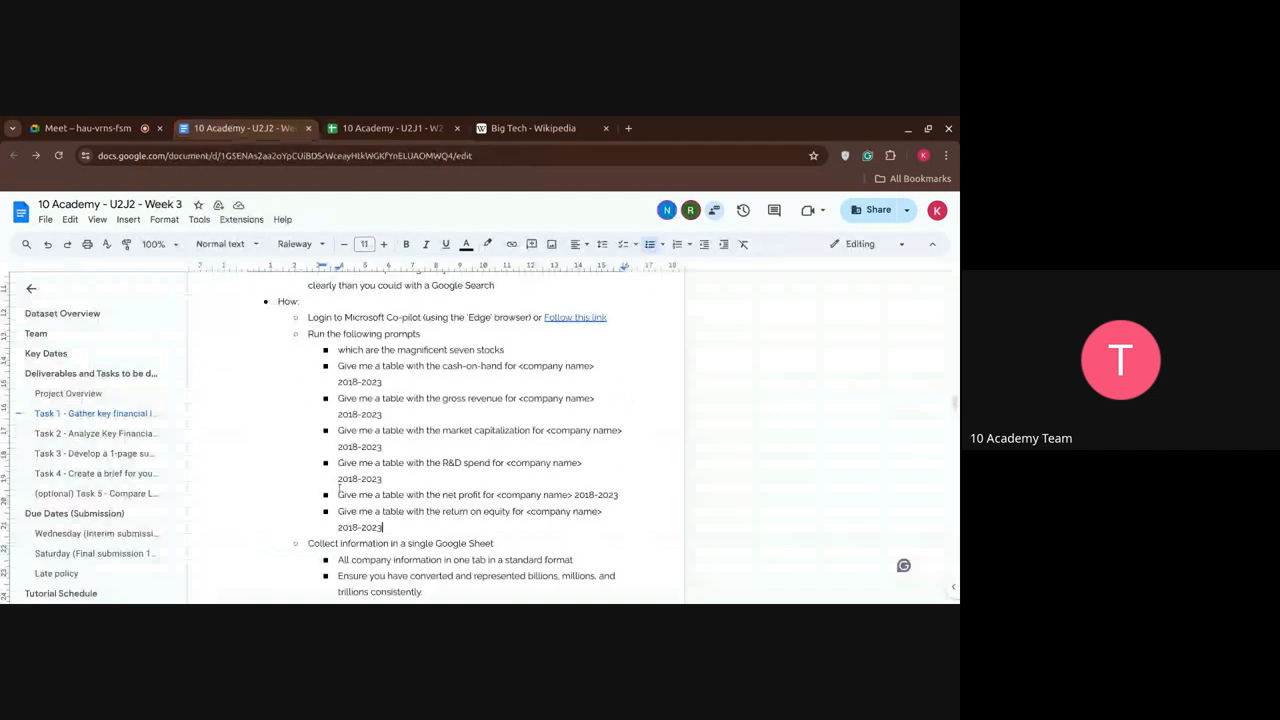 Meet – hau-vrns-fsm
10 Academy - U2J2 - We
10 Academy - U2J1 - W2
Big Tech - Wikipedia
All Bookmarks
10 Academy - U2J2 - Week 3
File Edit View Insert Format Tools Extensions Help
N R Share K
100% Normal text Raleway 11 Editing
clearly than you could with a Google Search
How:
Login to Microsoft Co-pilot (using the 'Edge' browser) or Follow this link
Run the following prompts
which are the magnificent seven stocks
Give me a table with the cash-on-hand for <company name>
2018-2023
Give me a table with the gross revenue for <company name>
2018-2023
Give me a table with the market capitalization for <company name>
2018-2023
Give me a table with the R&D spend for <company name>
2018-2023
Give me a table with the net profit for <company name> 2018-2023
Give me a table with the return on equity for <company name>
2018-2023
Collect information in a single Google Sheet
All company information in one tab in a standard format
Ensure you have converted and represented billions, millions, and
trillions consistently.
Dataset Overview
Team
Key Dates
Deliverables and Tasks to be d...
Project Overview
Task 1 - Gather key financial i...
Task 2 - Analyze Key Financia...
Task 3 - Develop a 1-page su...
Task 4 - Create a brief for you...
(optional) Task 5 - Compare L...
Due Dates (Submission)
Wednesday (Interim submissi...
Saturday (Final submission 1...
Late policy
Tutorial Schedule
T
10 Academy Team